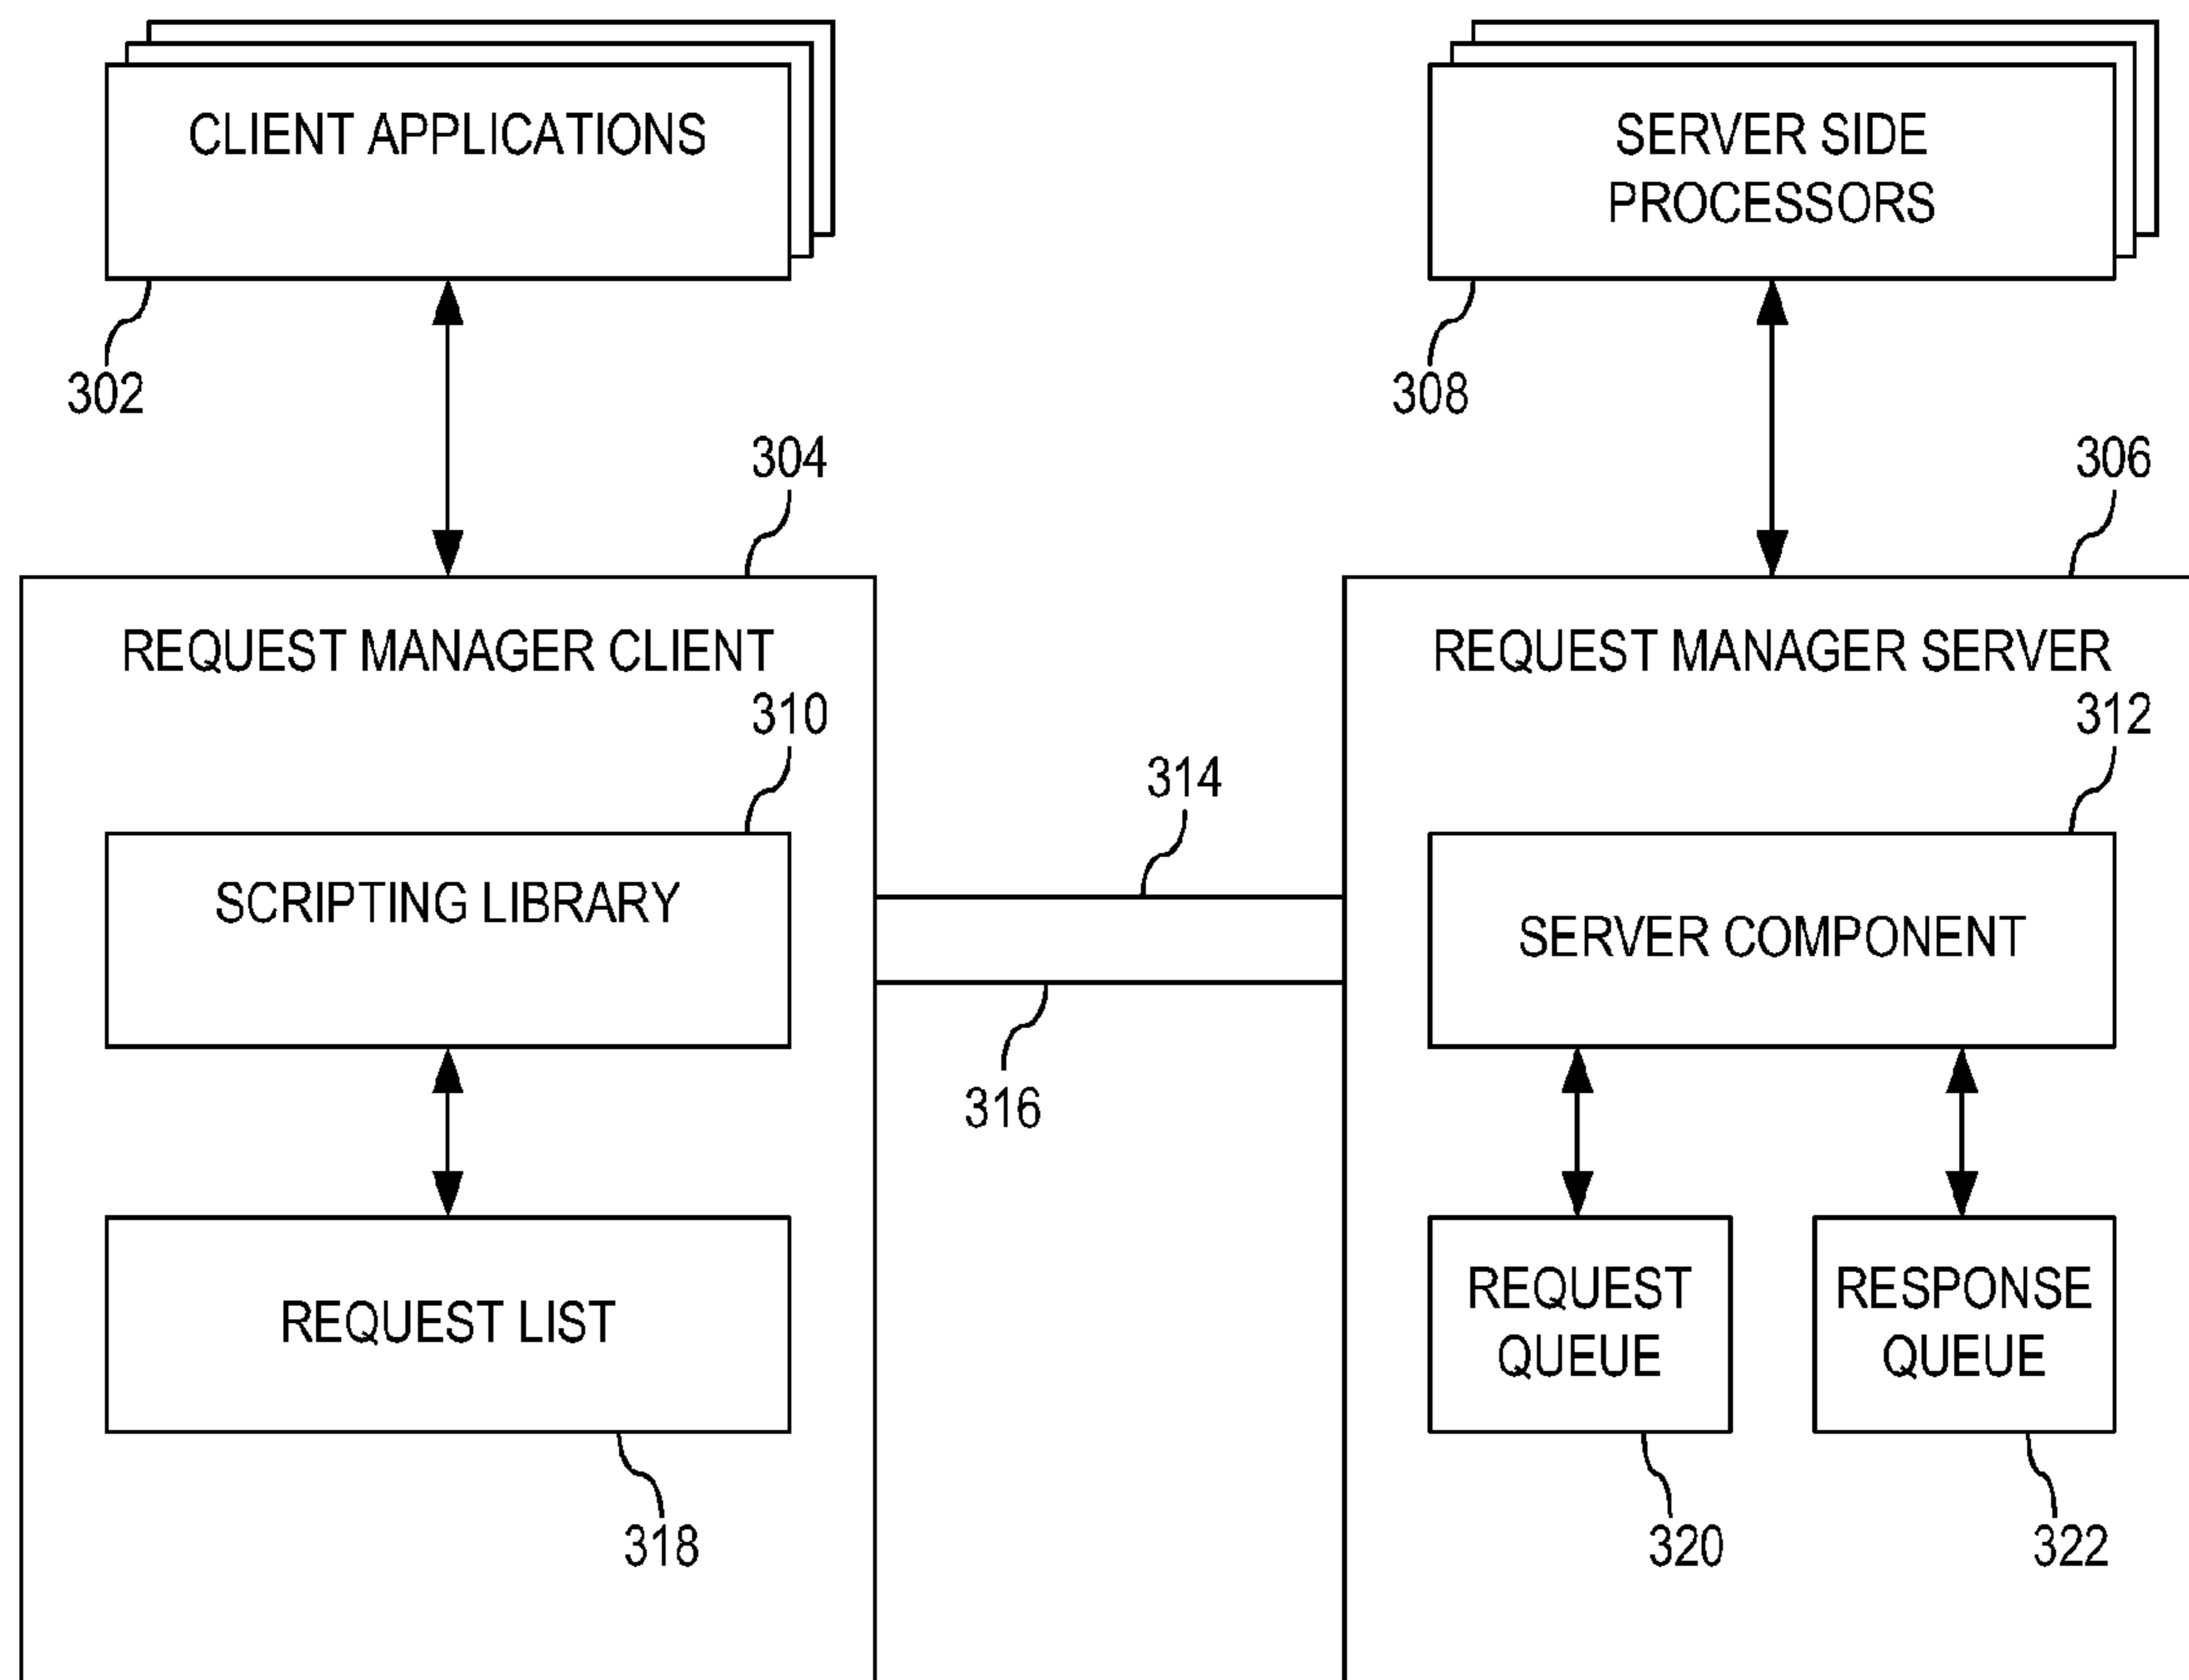 CLIENT APPLICATIONS
SERVER SIDE
PROCESSORS
302
308
304
306
REQUEST MANAGER CLIENT
REQUEST MANAGER SERVER
310
312
314
SCRIPTING LIBRARY
SERVER COMPONENT
316
REQUEST LIST
REQUEST
QUEUE
RESPONSE
QUEUE
318
320
322